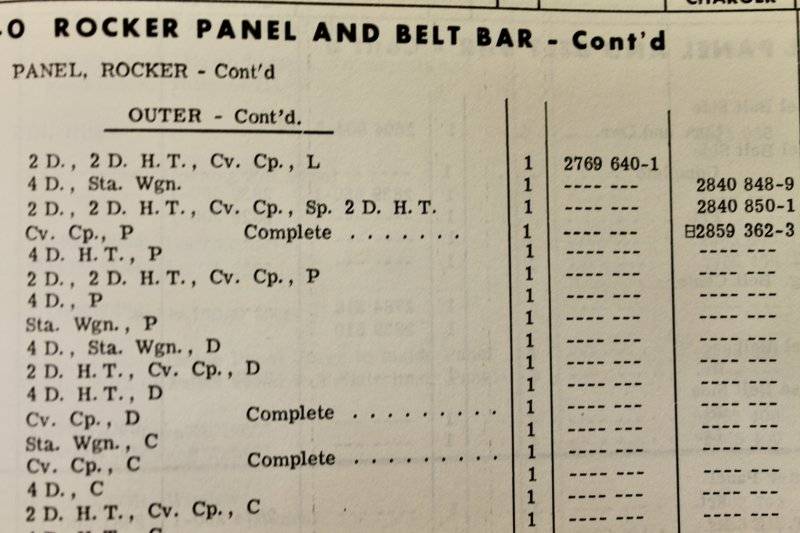 CHARGER
-0 ROCKER PANEL AND BELT BAR - Cont'd
PANEL, ROCKER - Cont'd
OUTER - Cont'd.
2 D., 2 D. H. T., Cv. Cp., L 1 2769 640-1
4 D., Sta. Wgn. 1 ---- --- 2840 848-9
2 D., 2 D. H. T., Cv. Cp., Sp. 2 D. H. T. 1 ---- --- 2840 850-1
Cv. Cp., P Complete . . . . . . . 1 ---- --- 2859 362-3
4 D. H. T., P 1 ---- --- ---- ---
2 D., 2 D. H. T., Cv. Cp., P 1 ---- --- ---- ---
4 D., P 1 ---- --- ---- ---
Sta. Wgn., P 1 ---- --- ---- ---
4 D., Sta. Wgn., D 1 ---- --- ---- ---
2 D. H. T., Cv. Cp., D 1 ---- --- ---- ---
4 D. H. T., D 1 ---- --- ---- ---
Cv. Cp., D Complete . . . . . . . . . 1 ---- --- ---- ---
Sta. Wgn., C 1 ---- --- ---- ---
Cv. Cp., C Complete . . . . . . . . . 1 ---- --- ---- ---
4 D., C 1 ---- --- ---- ---
2 D. H. T., Cv. Cp., C 1 ---- --- ---- ---